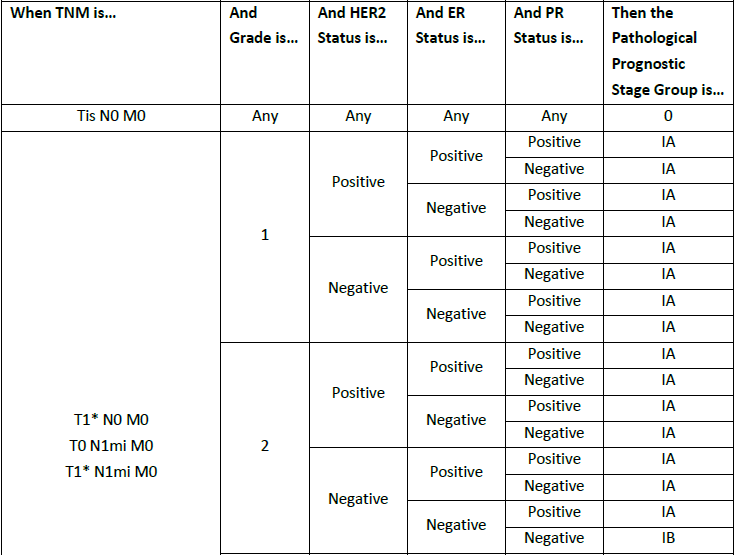 When TNM is... And Grade is... And HER2 Status is... And ER Status is... And PR Status is... Then the Pathological Prognostic Stage Group is...
Tis N0 M0 Any Any Any Any 0
T1* N0 M0
T0 N1mi M0
T1* N1mi M0
1 Positive Positive Positive IA
Negative IA
Negative Positive IA
Negative IA
Negative Positive Positive IA
Negative IA
Negative Positive IA
Negative IA
2 Positive Positive Positive IA
Negative IA
Negative Positive IA
Negative IA
Negative Positive Positive IA
Negative IA
Negative Positive IA
Negative IB